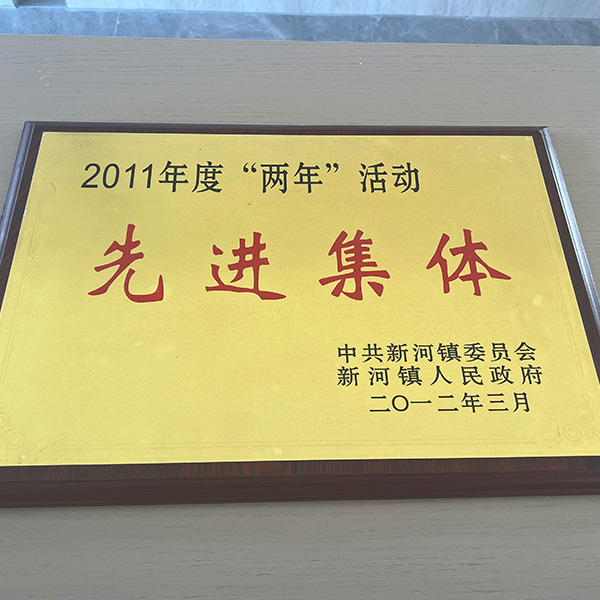 2011年度“两年”活动
先进集体
中共新河镇委员会
新河镇人民政府
二〇一二年三月